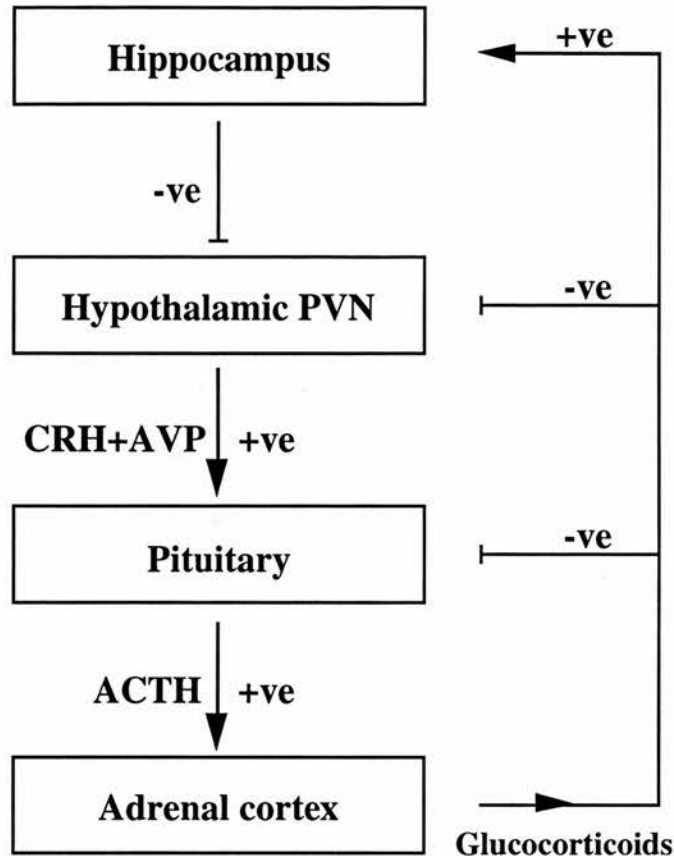 Hippocampus
+ve
-ve
Hypothalamic PVN
-ve
CRH+AVP +ve
Pituitary
-ve
ACTH +ve
Adrenal cortex
Glucocorticoids